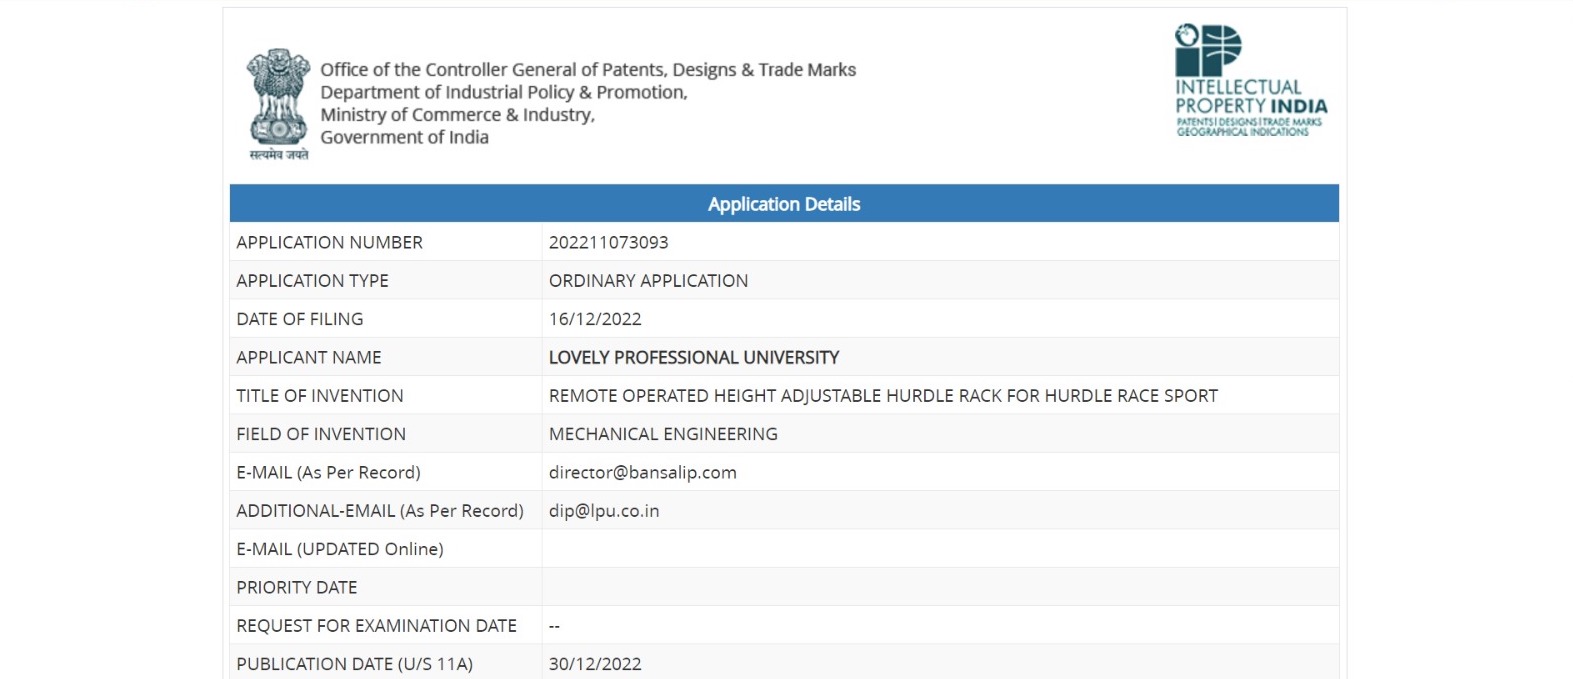 सत्यमेव जयते
Office of the Controller General of Patents, Designs & Trade Marks
Department of Industrial Policy & Promotion,
Ministry of Commerce & Industry,
Government of India
INTELLECTUAL
PROPERTY INDIA
PATENTS|DESIGNS|TRADE MARKS
GEOGRAPHICAL INDICATIONS
Application Details
APPLICATION NUMBER 202211073093
APPLICATION TYPE ORDINARY APPLICATION
DATE OF FILING 16/12/2022
APPLICANT NAME LOVELY PROFESSIONAL UNIVERSITY
TITLE OF INVENTION REMOTE OPERATED HEIGHT ADJUSTABLE HURDLE RACK FOR HURDLE RACE SPORT
FIELD OF INVENTION MECHANICAL ENGINEERING
E-MAIL (As Per Record) director@bansalip.com
ADDITIONAL-EMAIL (As Per Record) dip@lpu.co.in
E-MAIL (UPDATED Online)
PRIORITY DATE
REQUEST FOR EXAMINATION DATE --
PUBLICATION DATE (U/S 11A) 30/12/2022